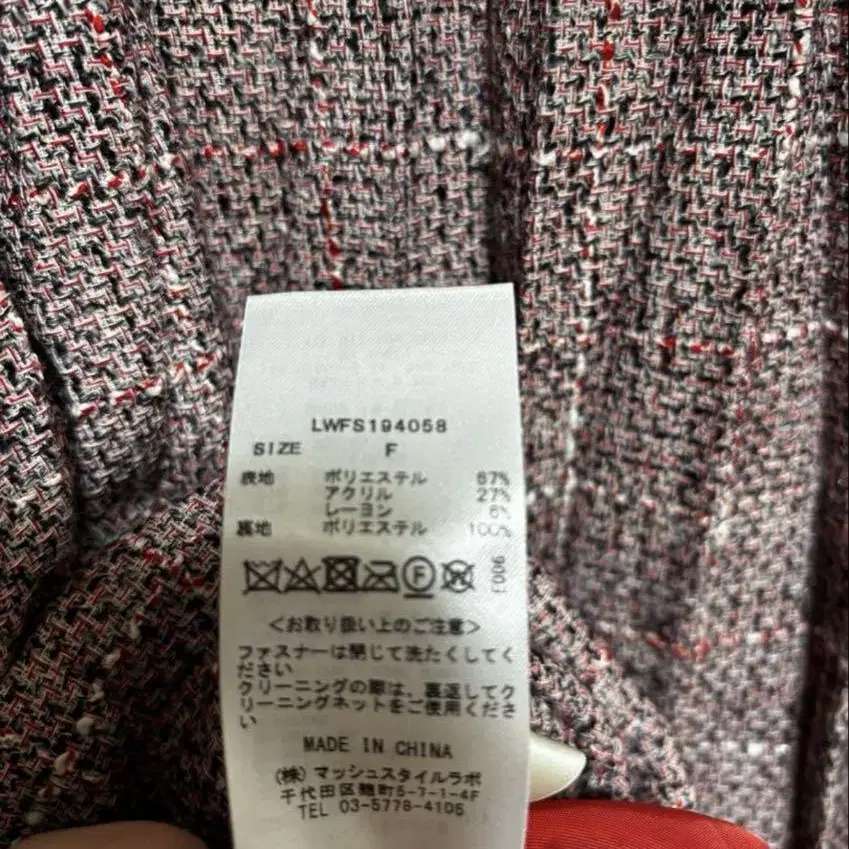 LWFS194058
SIZE F
表地 ポリエステル 67%
アクリル 27%
レーヨン 6%
裏地 ポリエステル 100%
F
<お取り扱い上のご注意>
ファスナーは閉じて洗たくしてく
ださい
クリーニングの際は、裏返してク
リーニングネットをご使用くださ
い
MADE IN CHINA
(株)マッシュスタイルラボ
千代田区麹町5-7-1-4F
TEL 03-5778-4105